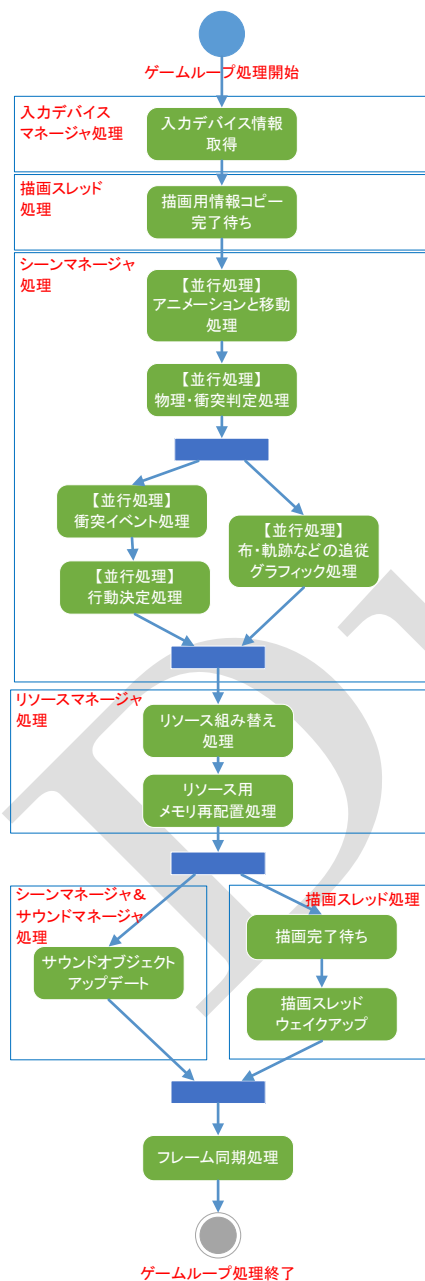 ゲームループ処理開始
入力デバイス
マネージャ処理
入力デバイス情報
取得
描画スレッド
処理
描画用情報コピー
完了待ち
シーンマネージャ
処理
【並行処理】
アニメーションと移動
処理
【並行処理】
物理・衝突判定処理
【並行処理】
衝突イベント処理
【並行処理】
布・軌跡などの追従
グラフィック処理
【並行処理】
行動決定処理
リソースマネージャ
処理
リソース組み替え
処理
リソース用
メモリ再配置処理
シーンマネージャ&
サウンドマネージャ
処理
サウンドオブジェクト
アップデート
描画スレッド処理
描画完了待ち
描画スレッド
ウェイクアップ
フレーム同期処理
ゲームループ処理終了